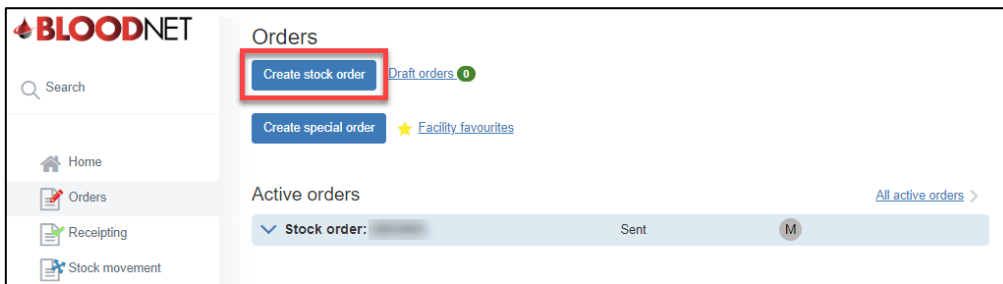 BLOODNET
Search
Home
Orders
Receipting
Stock movement
Orders
Create stock order Draft orders 0
Create special order Facility favourites
Active orders All active orders
Stock order: Sent M